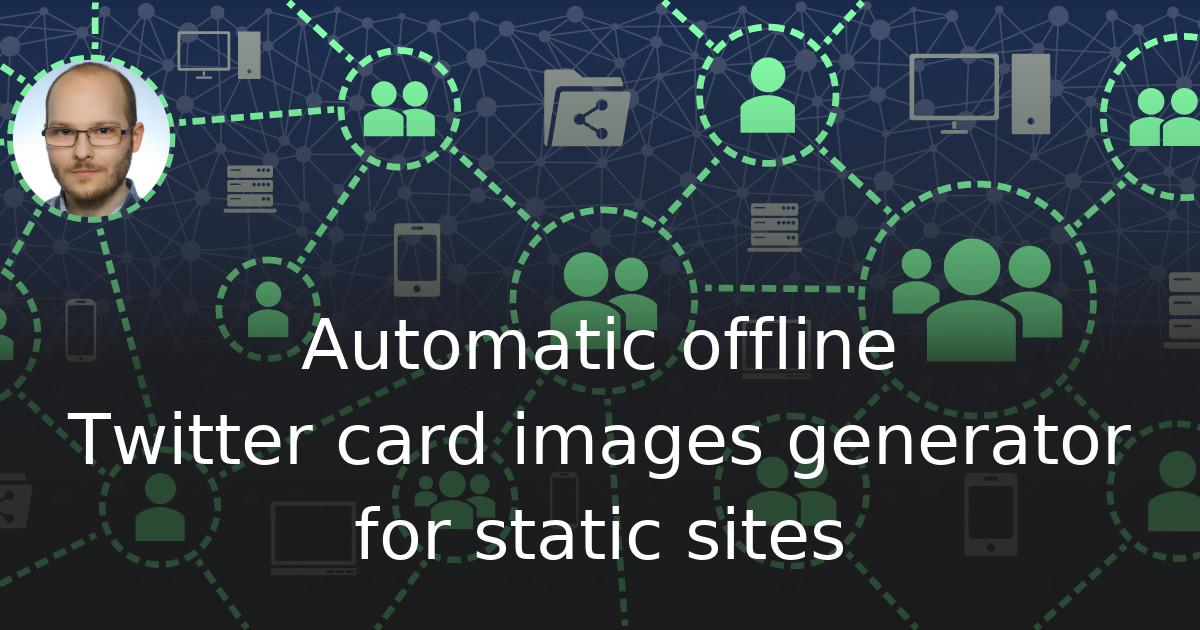 Automatic offline
Twitter card images generator
for static sites